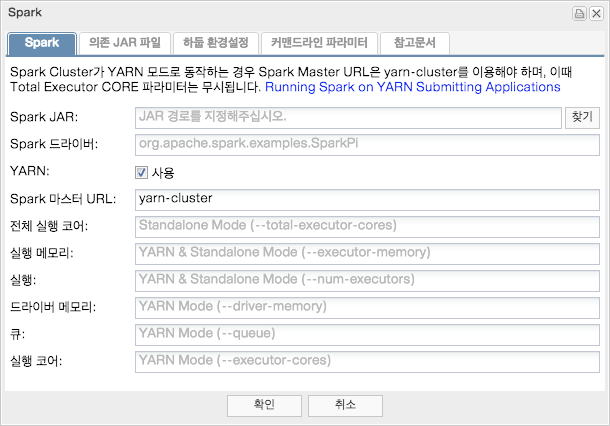 Spark
Spark 의존 JAR 파일 하둡 환경설정 커맨드라인 파라미터 참고문서
Spark Cluster가 YARN 모드로 동작하는 경우 Spark Master URL은 yarn-cluster를 이용해야 하며, 이때
Total Executor CORE 파라미터는 무시됩니다. Running Spark on YARN Submitting Applications
Spark JAR: JAR 경로를 지정해주십시오. 찾기
Spark 드라이버: org.apache.spark.examples.SparkPi
YARN: 사용
Spark 마스터 URL: yarn-cluster
전체 실행 코어: Standalone Mode (--total-executor-cores)
실행 메모리: YARN & Standalone Mode (--executor-memory)
실행: YARN & Standalone Mode (--num-executors)
드라이버 메모리: YARN Mode (--driver-memory)
큐: YARN Mode (--queue)
실행 코어: YARN Mode (--executor-cores)
확인 취소